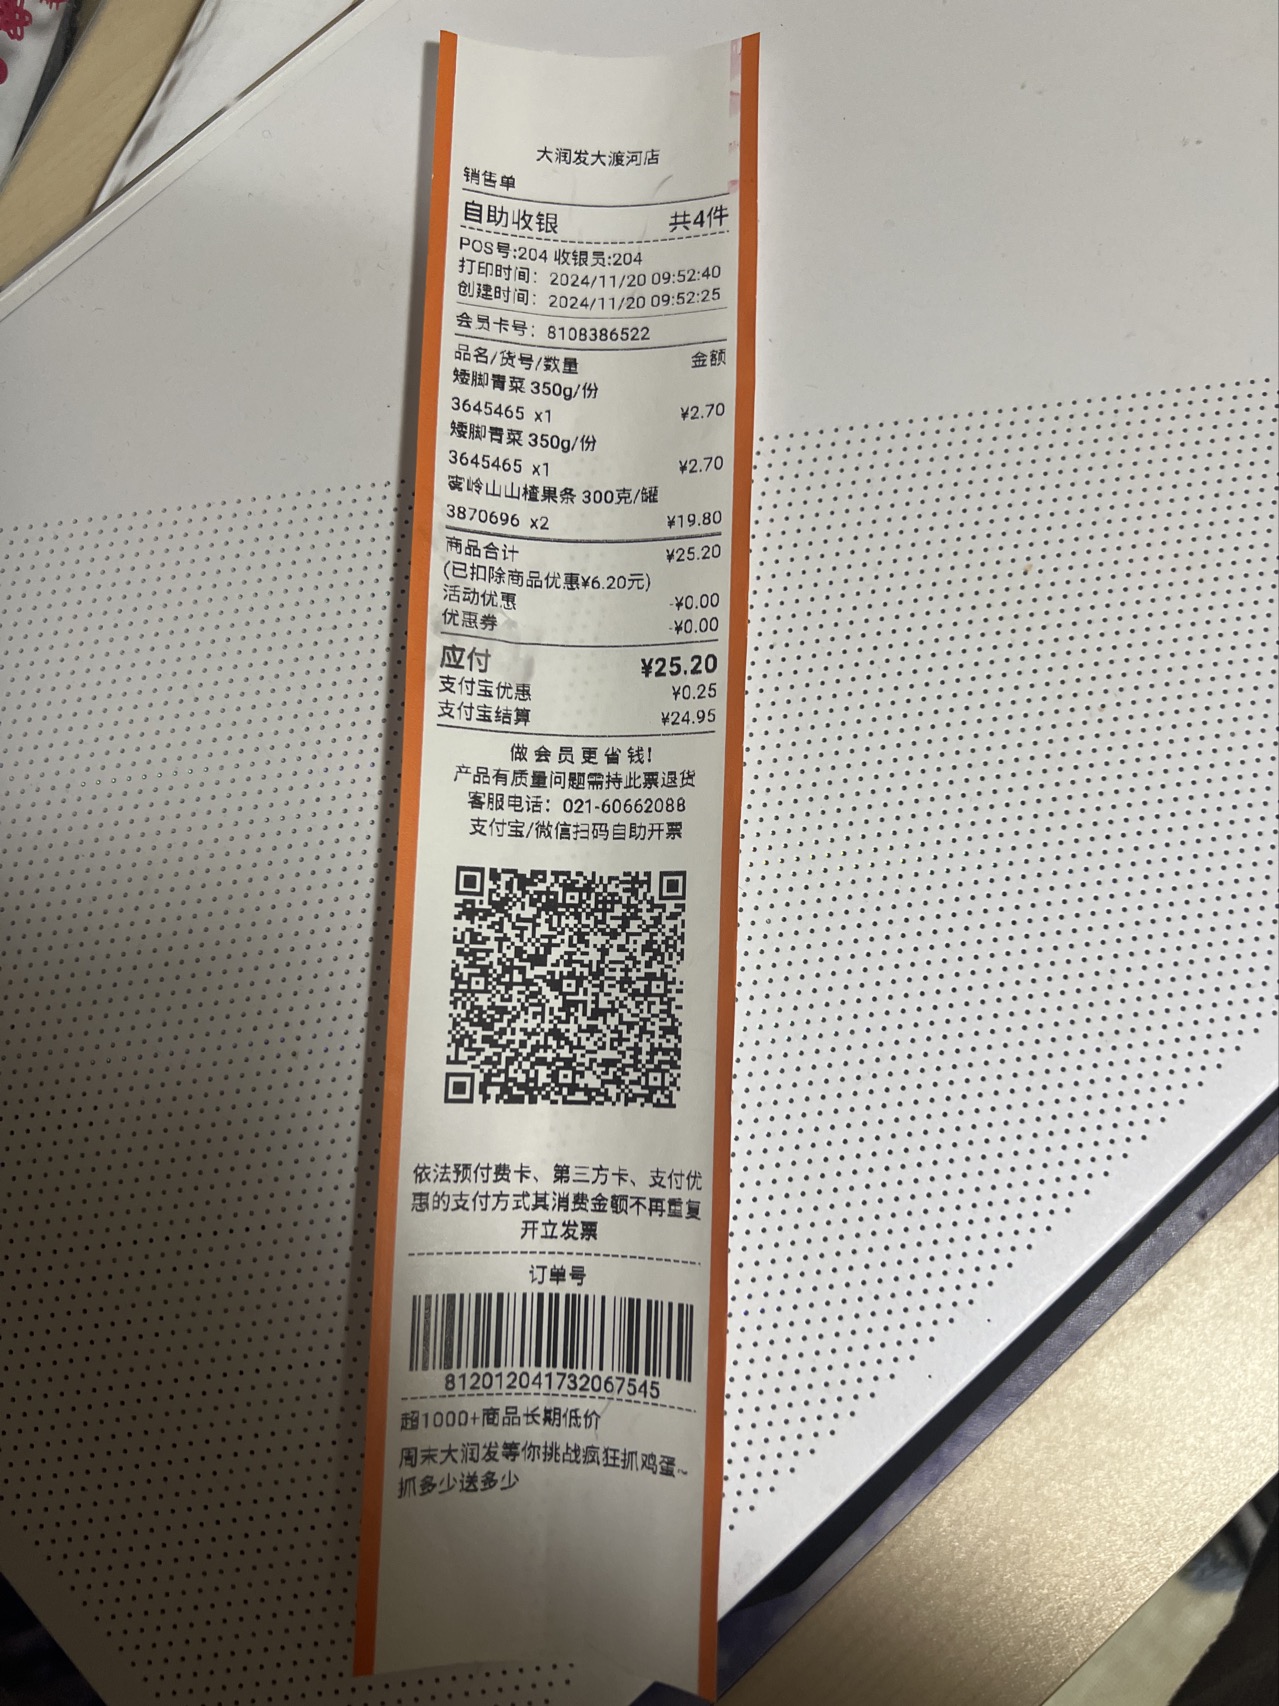 大润发大渡河店
销售单
自助收银 共4件
POS号:204 收银员:204
打印时间: 2024/11/20 09:52:40
创建时间: 2024/11/20 09:52:25
会员卡号: 8108386522
品名/货号/数量 金额
矮脚青菜 350g/份
3645465 x1 ¥2.70
矮脚青菜 350g/份
3645465 x1 ¥2.70
蜜岭山山楂果条 300克/罐
3870696 x2 ¥19.80
商品合计 ¥25.20
(已扣除商品优惠¥6.20元)
活动优惠 -¥0.00
优惠券 -¥0.00
应付 ¥25.20
支付宝优惠 ¥0.25
支付宝结算 ¥24.95
做会员更省钱!
产品有质量问题需持此票退货
客服电话: 021-60662088
支付宝/微信扫码自助开票
依法预付费卡、第三方卡、支付优
惠的支付方式其消费金额不再重复
开立发票
订单号
812012041732067545
超1000+商品长期低价
周末大润发等你挑战疯狂抓鸡蛋~
抓多少送多少